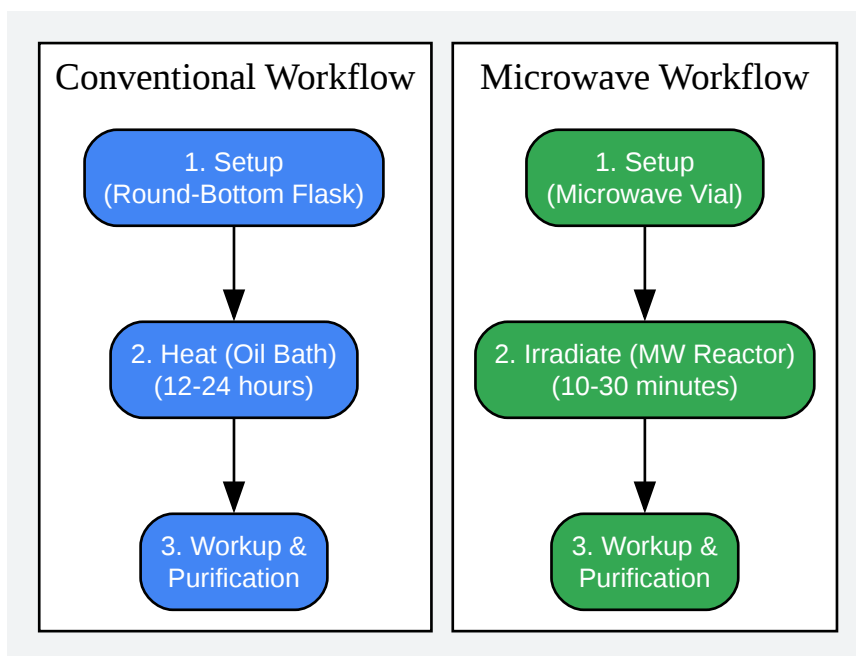 Conventional Workflow
1. Setup
(Round-Bottom Flask)
2. Heat (Oil Bath)
(12-24 hours)
3. Workup &
Purification
Microwave Workflow
1. Setup
(Microwave Vial)
2. Irradiate (MW Reactor)
(10-30 minutes)
3. Workup &
Purification